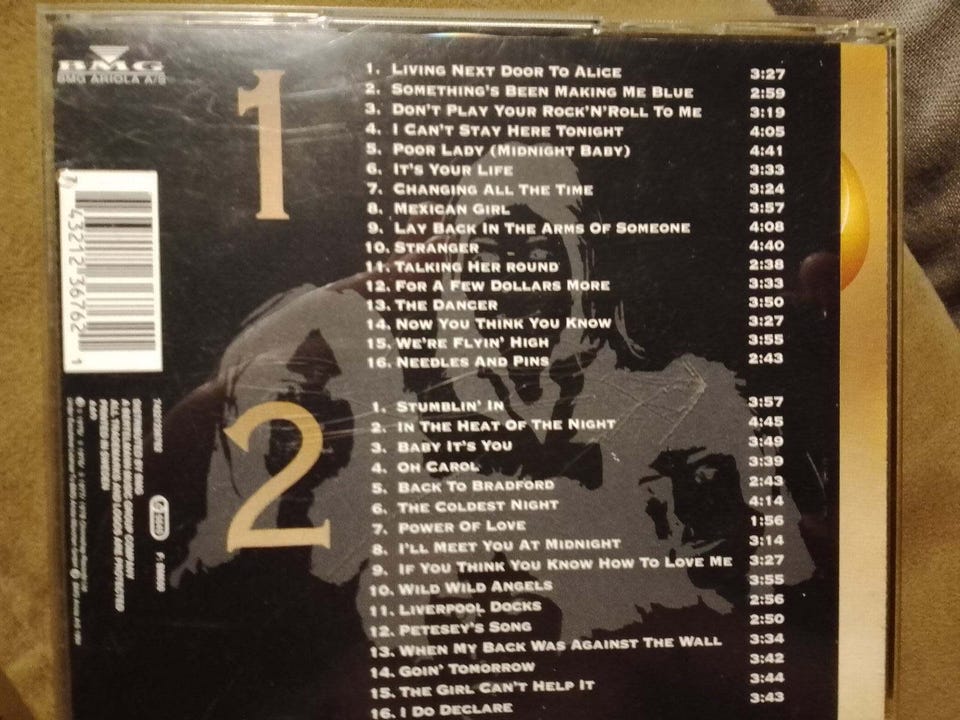 BMG
BMG ARIOLA A/S
1
1. LIVING NEXT DOOR TO ALICE 3:27
2. SOMETHING'S BEEN MAKING ME BLUE 2:59
3. DON'T PLAY YOUR ROCK'N'ROLL TO ME 3:19
4. I CAN'T STAY HERE TONIGHT 4:05
5. POOR LADY (MIDNIGHT BABY) 4:41
6. IT'S YOUR LIFE 3:33
7. CHANGING ALL THE TIME 3:24
8. MEXICAN GIRL 3:57
9. LAY BACK IN THE ARMS OF SOMEONE 4:08
10. STRANGER 4:40
11. TALKING HER ROUND 2:38
12. FOR A FEW DOLLARS MORE 3:33
13. THE DANCER 3:50
14. NOW YOU THINK YOU KNOW 3:27
15. WE'RE FLYIN' HIGH 3:55
16. NEEDLES AND PINS 2:43
2
1. STUMBLIN' IN 3:57
2. IN THE HEAT OF THE NIGHT 4:45
3. BABY IT'S YOU 3:49
4. OH CAROL 3:39
5. BACK TO BRADFORD 2:43
6. THE COLDEST NIGHT 4:14
7. POWER OF LOVE 1:56
8. I'LL MEET YOU AT MIDNIGHT 3:14
9. IF YOU THINK YOU KNOW HOW TO LOVE ME 3:27
10. WILD WILD ANGELS 3:55
11. LIVERPOOL DOCKS 2:56
12. PETESEY'S SONG 2:50
13. WHEN MY BACK WAS AGAINST THE WALL 3:34
14. GOIN' TOMORROW 3:42
15. THE GIRL CAN'T HELP IT 3:44
16. I DO DECLARE 3:43
7 43212 36762 1
DISTRIBUTED BY BMG